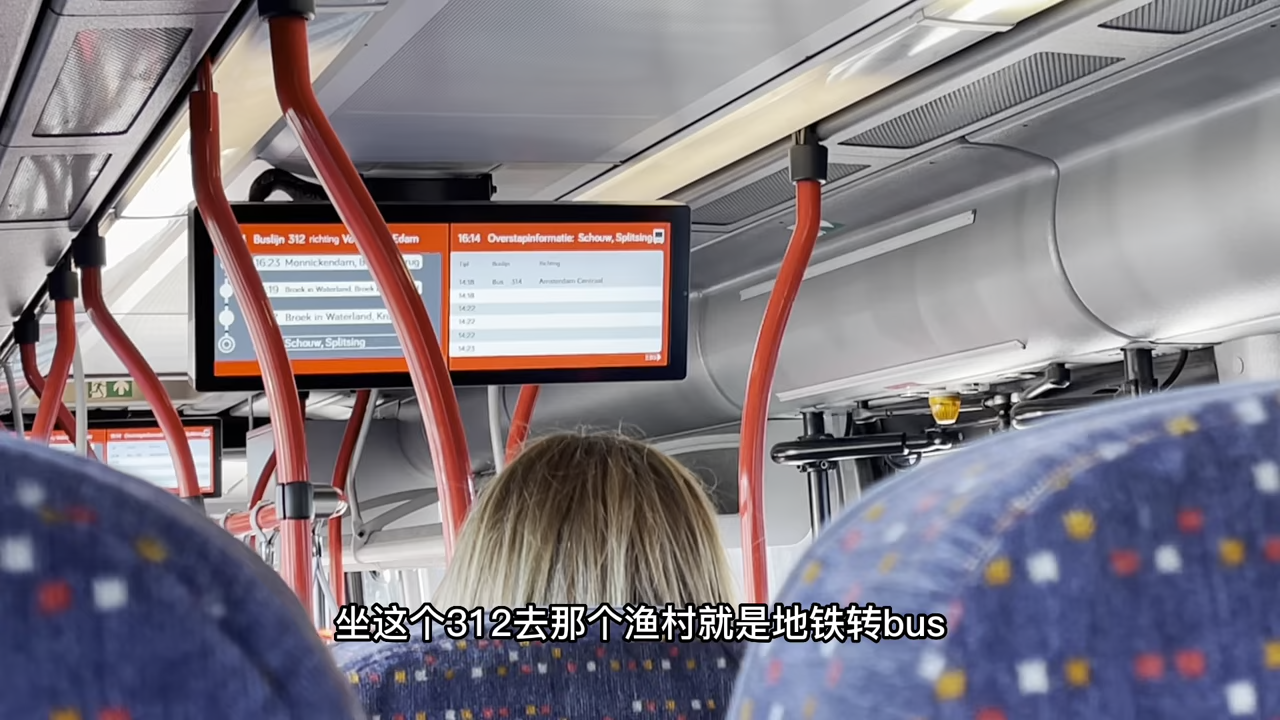 Buslijn 312 richting Vo Edam
16:14 Overstapinformatie: Schouw, Splitsing
16:23 Monnickendam, B rug
19 Broek in Waterland, Broek
Broek in Waterland, Kru
Schouw, Splitsing
Tijd Buslijn Richting
14:18 Bus 314 Amsterdam Centraal
14:18
14:22
14:22
14:22
14:23
坐这个312去那个渔村就是地铁转bus